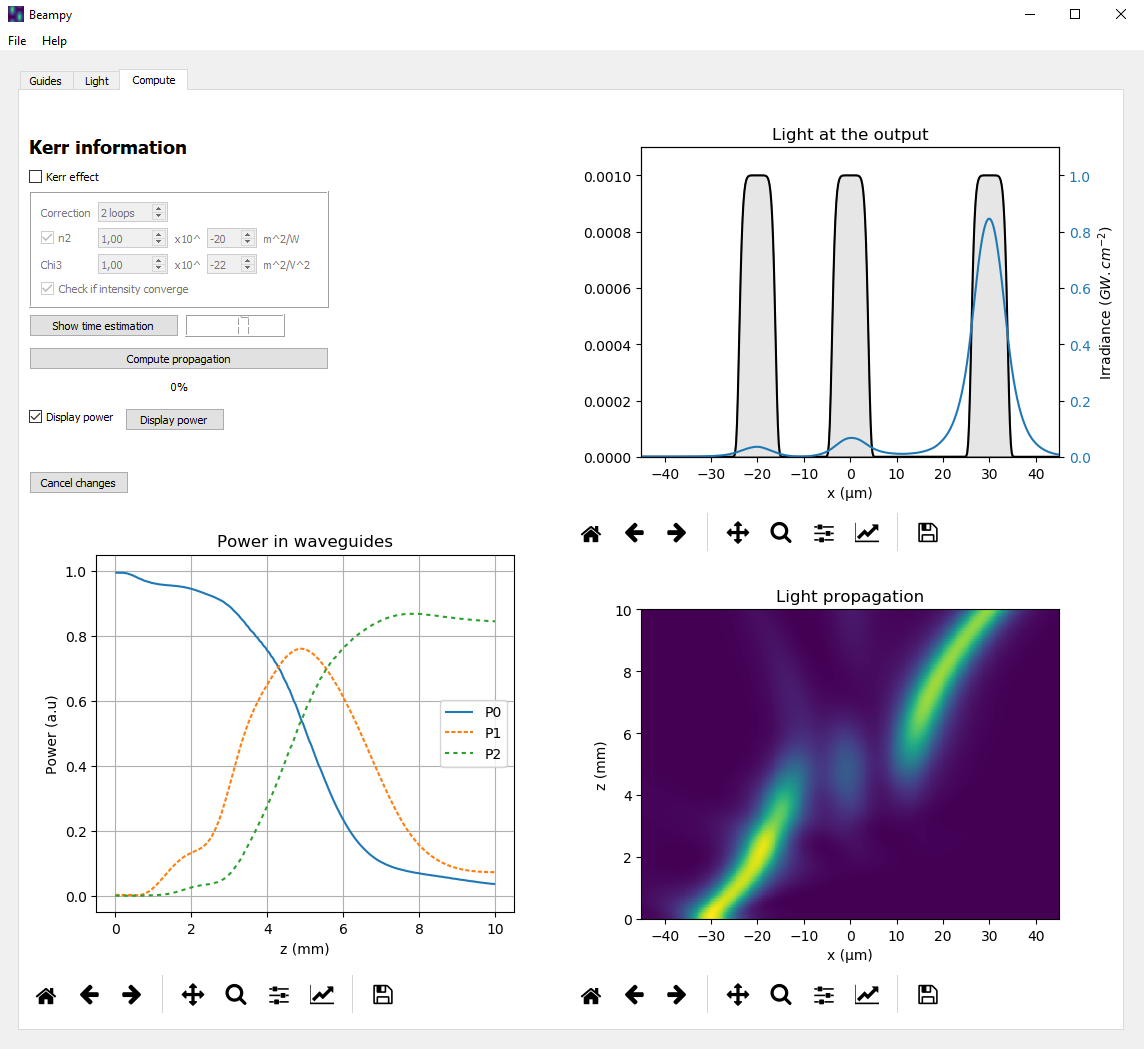 Beampy
File Help
Guides Light Compute
Kerr information
Kerr effect
Correction 2 loops
n2 1,00 x10^ -20 m^2/W
Chi3 1,00 x10^ -22 m^2/V^2
Check if intensity converge
Show time estimation
Compute propagation
0%
Display power Display power
Cancel changes
Light at the output
0.0010 1.0
0.0008 0.8
0.0006 0.6
0.0004 0.4
0.0002 0.2
0.0000 0.0
Irradiance (GW.cm⁻²)
−40 −30 −20 −10 0 10 20 30 40
x (µm)
Power in waveguides
1.0
0.8
0.6
0.4
0.2
0.0
Power (a.u)
P0
P1
P2
0 2 4 6 8 10
z (mm)
Light propagation
10
8
6
4
2
0
z (mm)
−40 −30 −20 −10 0 10 20 30 40
x (µm)